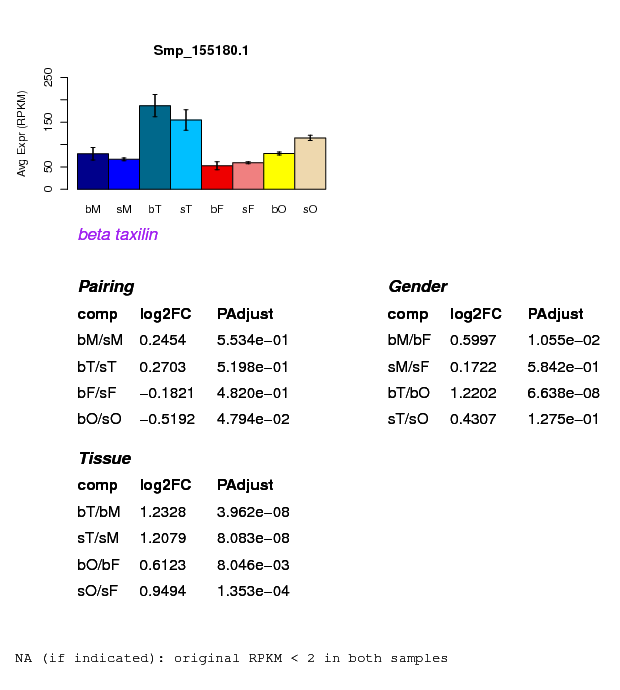 Smp_155180.1
Avg Expr (RPKM)
250
150
50
0
bM sM bT sT bF sF bO sO
beta taxilin
Pairing
comp log2FC PAdjust
bM/sM 0.2454 5.534e−01
bT/sT 0.2703 5.198e−01
bF/sF −0.1821 4.820e−01
bO/sO −0.5192 4.794e−02
Gender
comp log2FC PAdjust
bM/bF 0.5997 1.055e−02
sM/sF 0.1722 5.842e−01
bT/bO 1.2202 6.638e−08
sT/sO 0.4307 1.275e−01
Tissue
comp log2FC PAdjust
bT/bM 1.2328 3.962e−08
sT/sM 1.2079 8.083e−08
bO/bF 0.6123 8.046e−03
sO/sF 0.9494 1.353e−04
NA (if indicated): original RPKM < 2 in both samples